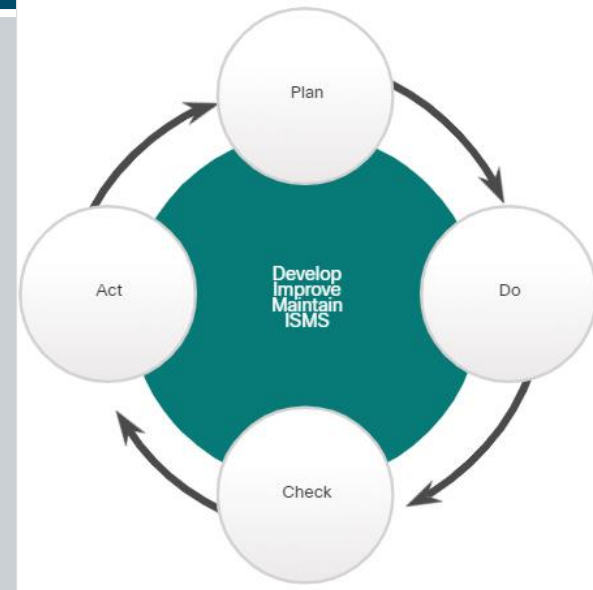 Plan
Act
Develop
Improve
Maintain
ISMS
Do
Check